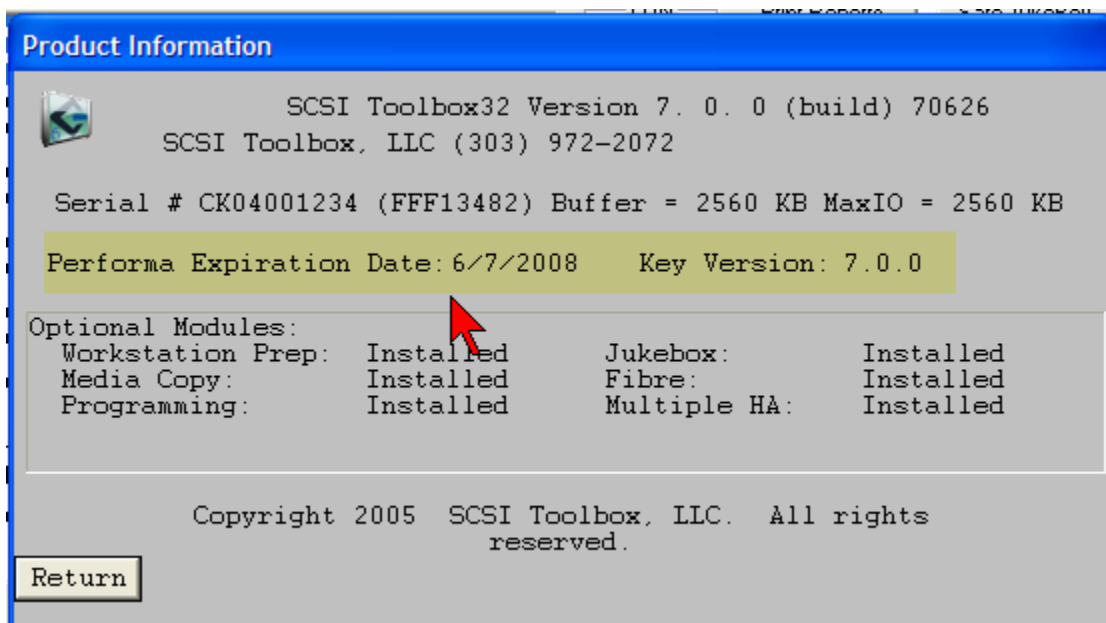 Product Information
SCSI Toolbox32 Version 7. 0. 0 (build) 70626
SCSI Toolbox, LLC (303) 972-2072
Serial # CK04001234 (FFF13482) Buffer = 2560 KB MaxIO = 2560 KB
Performa Expiration Date: 6/7/2008 Key Version: 7.0.0
Optional Modules:
Workstation Prep: Installed Jukebox: Installed
Media Copy: Installed Fibre: Installed
Programming: Installed Multiple HA: Installed
Copyright 2005 SCSI Toolbox, LLC. All rights
reserved.
Return